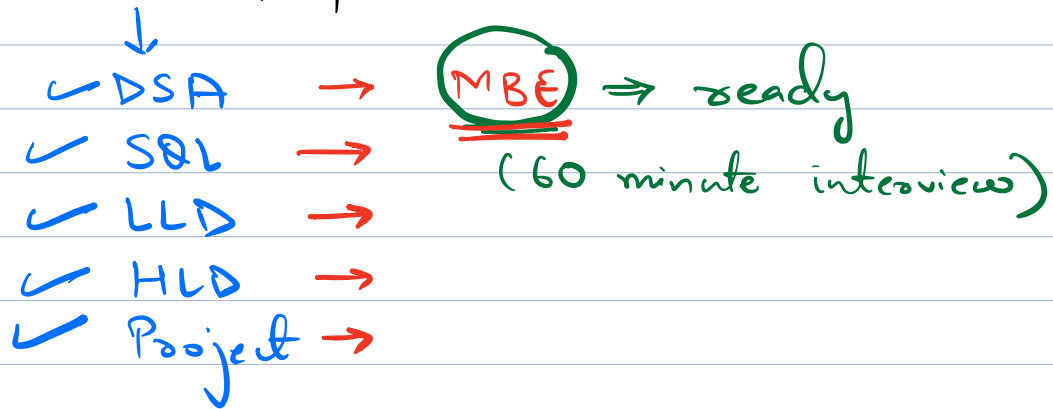 ✓ DSA → MBE ⇒ ready
✓ SQL → (60 minute interview)
✓ LLD →
✓ HLD →
✓ Project →